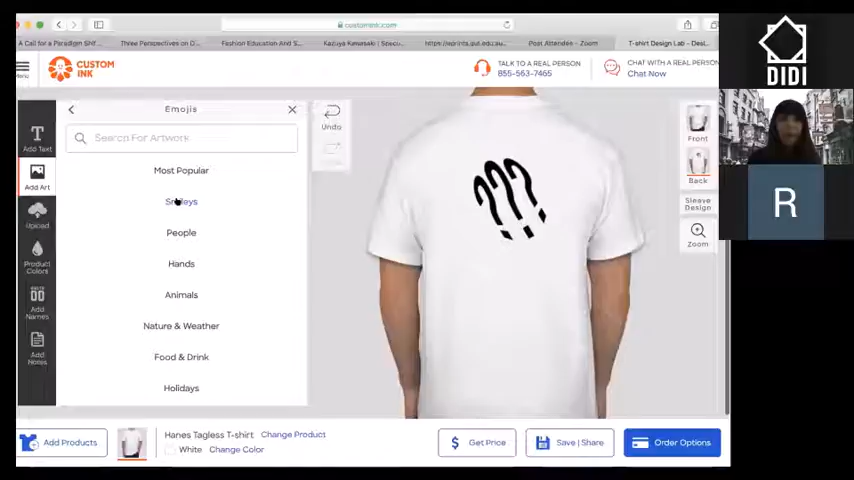 customink.com
A Call for a Paradigm Shif...
Three Perspectives on D...
Fashion Education And S...
Kazuya Kawasaki | Specu...
Post Attendee - Zoom
T-shirt Design Lab - Desi...
Menu
CUSTOM
INK
TALK TO A REAL PERSON
855-563-7465
CHAT WITH A REAL PERSON
Chat Now
DIDI
Emojis
Search For Artwork
Most Popular
Smileys
People
Hands
Animals
Nature & Weather
Food & Drink
Holidays
Add Text
Add Art
Upload
Product
Colors
Add
Names
Add
Notes
Undo
???
Front
Back
Sleeve
Design
Zoom
R
Add Products
Hanes Tagless T-shirt Change Product
White Change Color
$ Get Price
Save | Share
Order Options